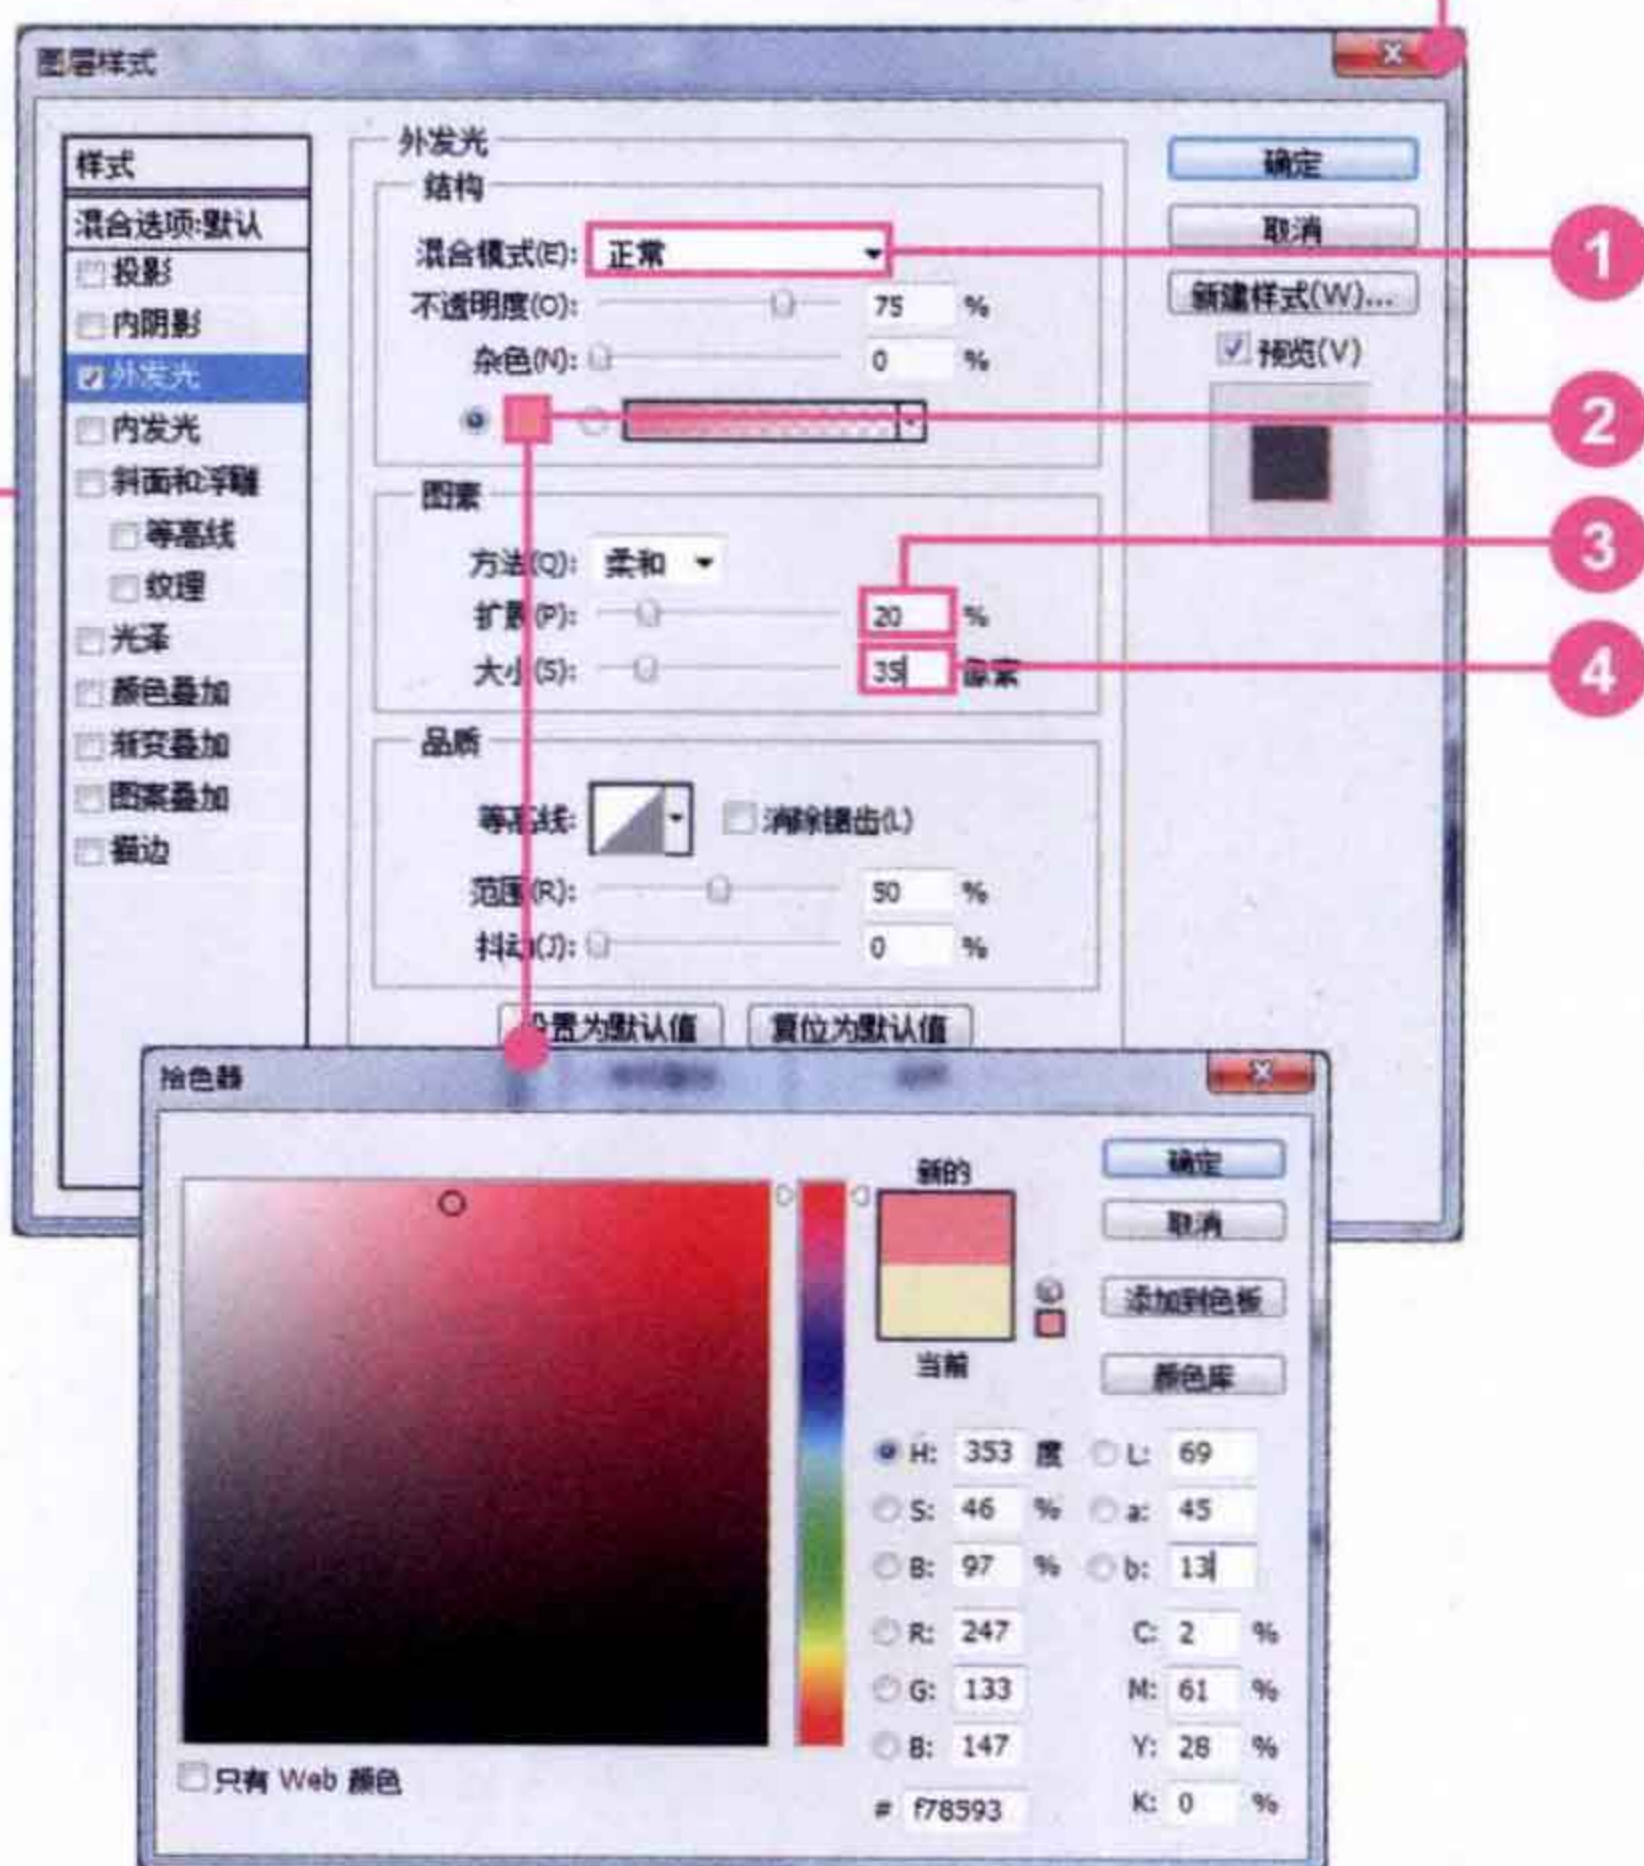 图层样式
样式
混合选项:默认
投影
内阴影
外发光
内发光
斜面和浮雕
等高线
纹理
光泽
颜色叠加
渐变叠加
图案叠加
描边
外发光
结构
混合模式(E): 正常
不透明度(O): 75 %
杂色(N): 0 %
图素
方法(Q): 柔和
扩展(P): 20 %
大小(S): 35 像素
品质
等高线: 消除锯齿(L)
范围(R): 50 %
抖动(J): 0 %
设置为默认值 复位为默认值
确定
取消
新建样式(W)...
预览(V)
1
2
3
4
拾色器
新的
当前
确定
取消
添加到色板
颜色库
H: 353 度 L: 69
S: 46 % a: 45
B: 97 % b: 13
R: 247 C: 2 %
G: 133 M: 61 %
B: 147 Y: 28 %
# f78593 K: 0 %
只有 Web 颜色